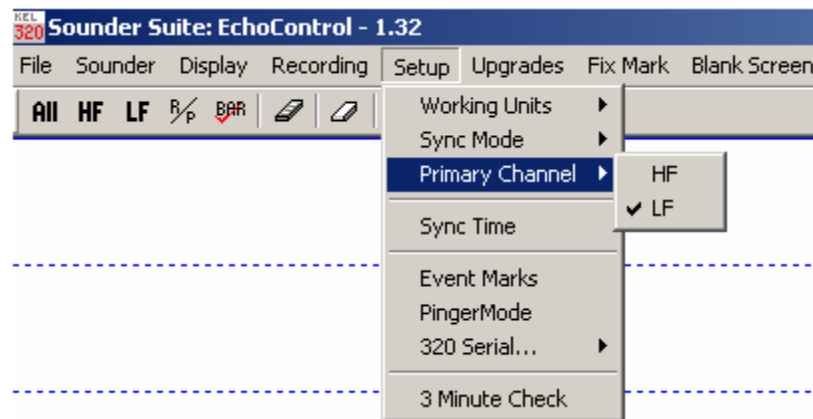 KEL 320 Sounder Suite: EchoControl - 1.32
File Sounder Display Recording Setup Upgrades Fix Mark Blank Screen
All HF LF R/P BAR
Working Units
Sync Mode
Primary Channel
HF
LF
Sync Time
Event Marks
PingerMode
320 Serial...
3 Minute Check